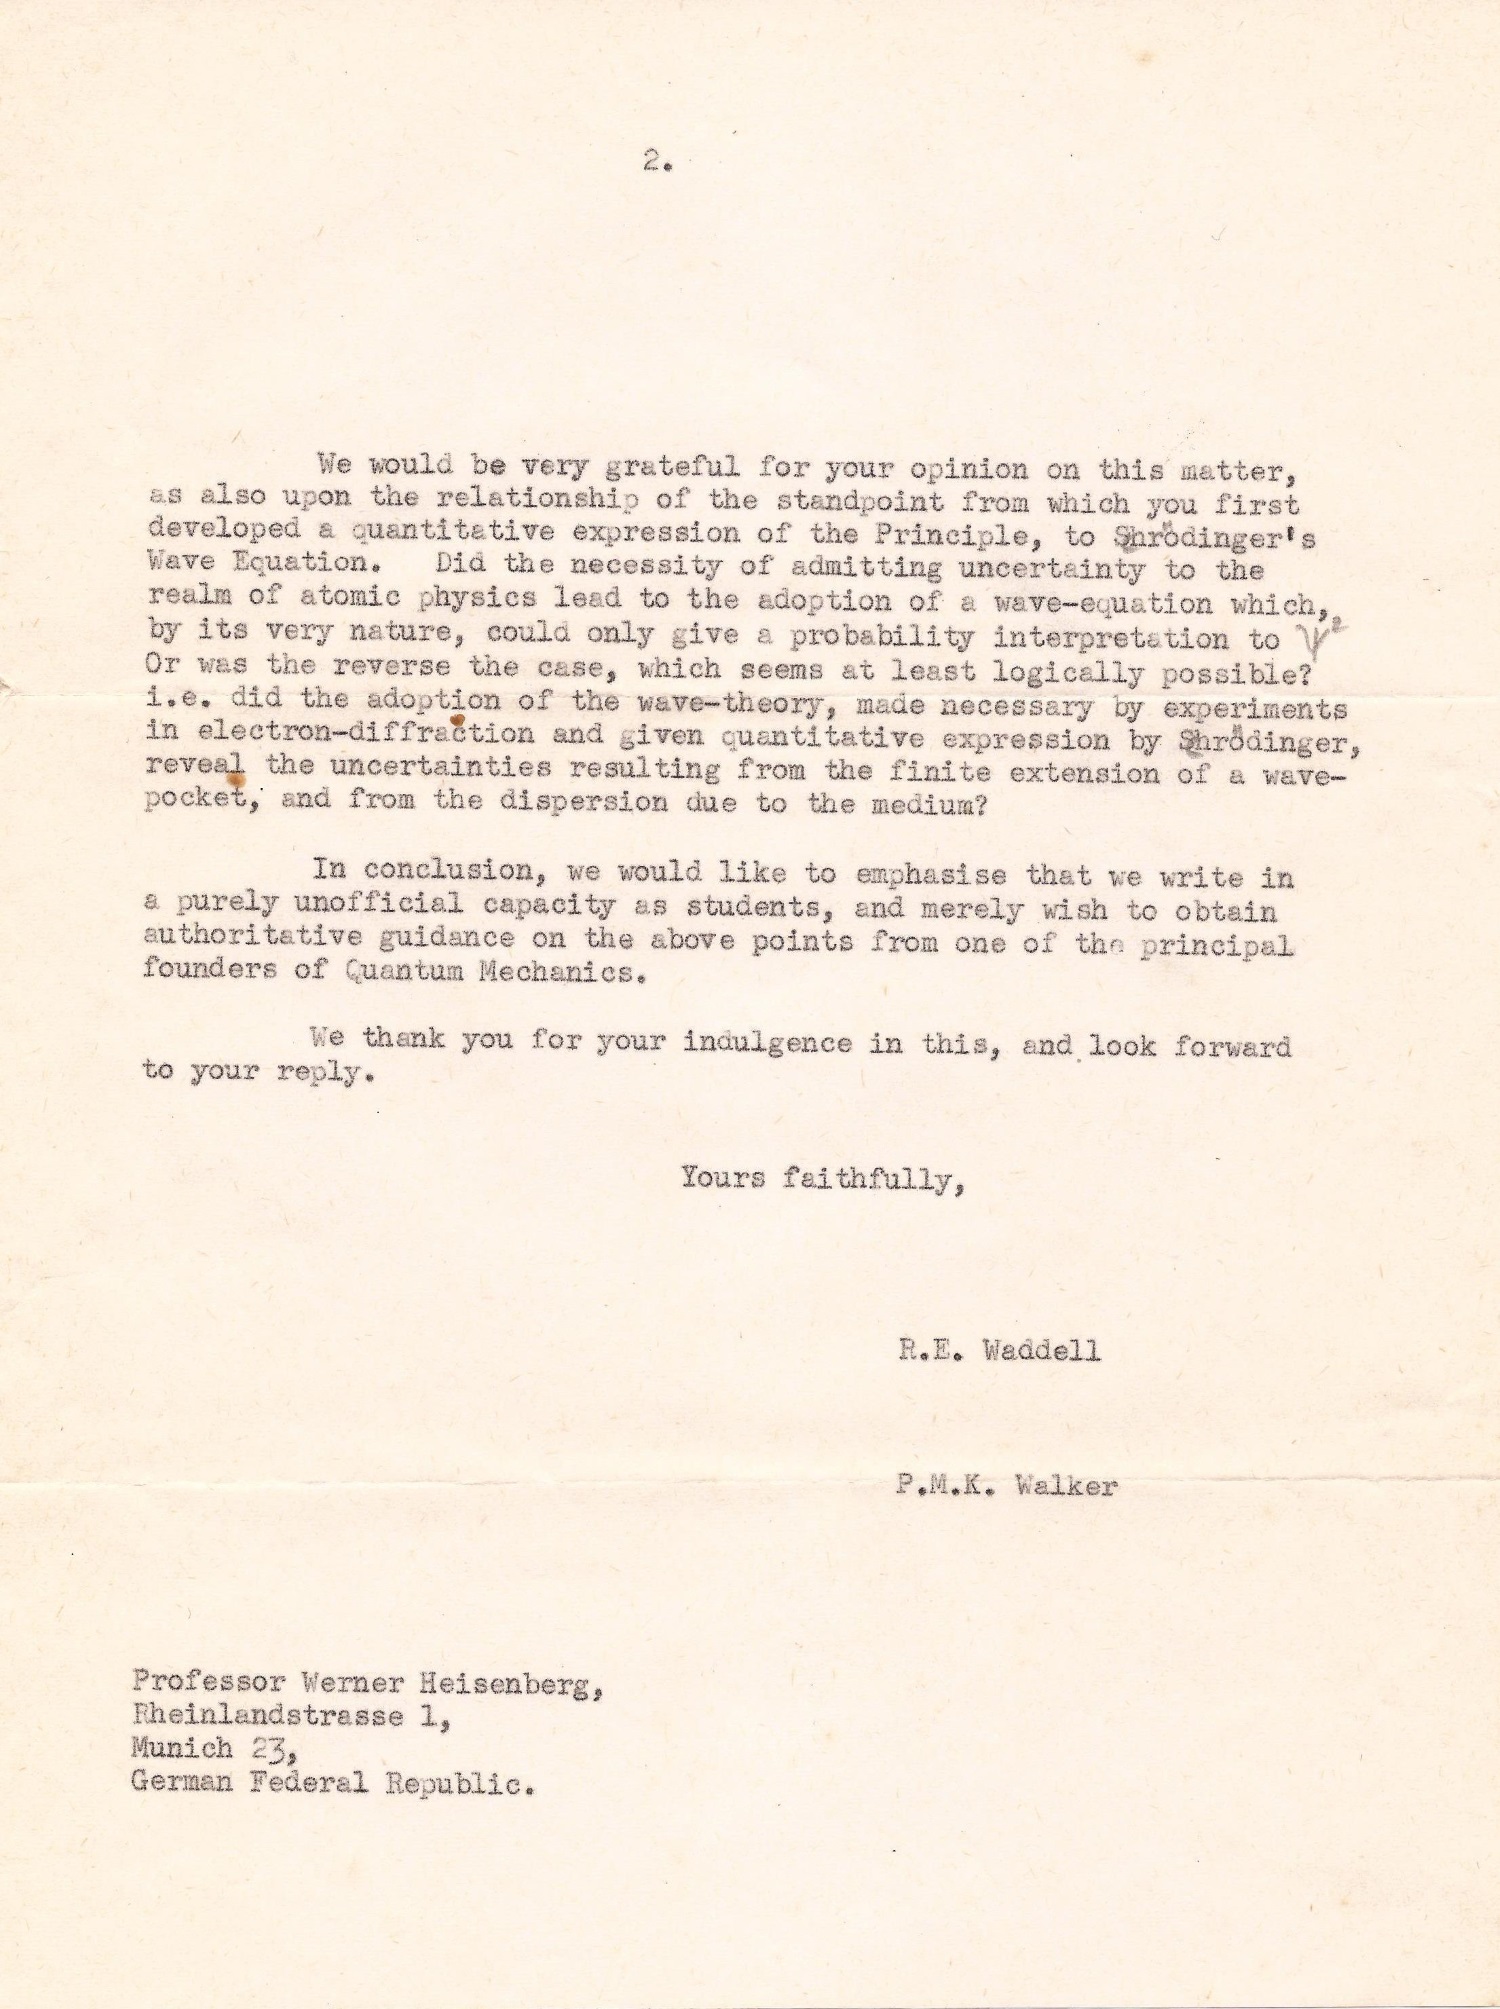 2.
We would be very grateful for your opinion on this matter,
as also upon the relationship of the standpoint from which you first
developed a quantitative expression of the Principle, to Schrödinger's
Wave Equation. Did the necessity of admitting uncertainty to the
realm of atomic physics lead to the adoption of a wave-equation which,
by its very nature, could only give a probability interpretation to ψ²
Or was the reverse the case, which seems at least logically possible?
i.e. did the adoption of the wave-theory, made necessary by experiments
in electron-diffraction and given quantitative expression by Schrödinger,
reveal the uncertainties resulting from the finite extension of a wave-
pocket, and from the dispersion due to the medium?
In conclusion, we would like to emphasise that we write in
a purely unofficial capacity as students, and merely wish to obtain
authoritative guidance on the above points from one of the principal
founders of Quantum Mechanics.
We thank you for your indulgence in this, and look forward
to your reply.
Yours faithfully,
R.E. Waddell
P.M.K. Walker
Professor Werner Heisenberg,
Rheinlandstrasse 1,
Munich 23,
German Federal Republic.